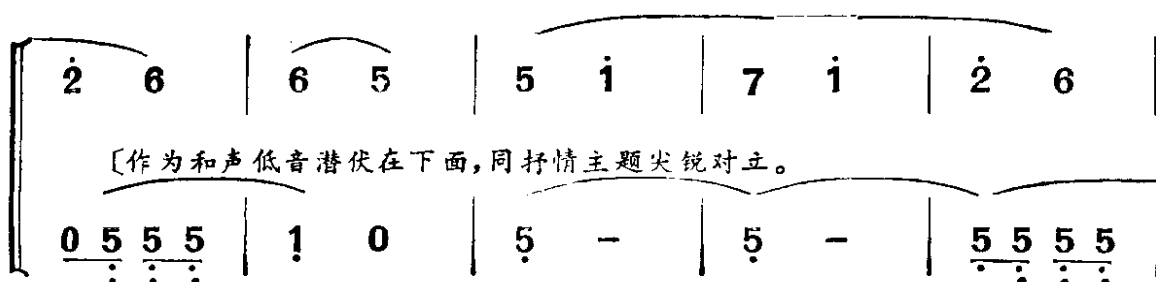 2̇ 6 | 6 5 | 5 1̇ | 7 1̇ | 2̇ 6 |
〔作为和声低音潜伏在下面,同抒情主题尖锐对立。
0 5̣ 5̣ 5̣ | 1̣ 0 | 5̣ – | 5̣ – | 5̣ 5̣ 5̣ 5̣ |